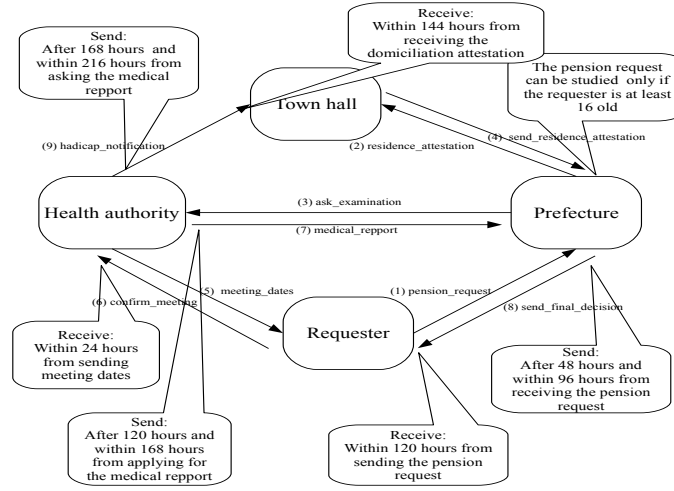 Send:
After 168 hours and
within 216 hours from
asking the medical
repport
Receive:
Within 144 hours from
receiving the
domiciliation attestation
The pension request
can be studied only if
the requester is at least
16 old
Town hall
(4) send_residence_attestation
(9) hadicap_notification
(2) residence_attestation
Health authority
(3) ask_examination
Prefecture
(7) medical_repport
(5) meeting_dates
(1) pension_request
(6) confirm_meeting
(8) send_final_decision
Requester
Receive:
Within 24 hours
from sending
meeting dates
Send:
After 48 hours and
within 96 hours from
receiving the pension
request
Send:
After 120 hours and
within 168 hours
from applying for
the medical repport
Receive:
Within 120 hours from
sending the pension
request